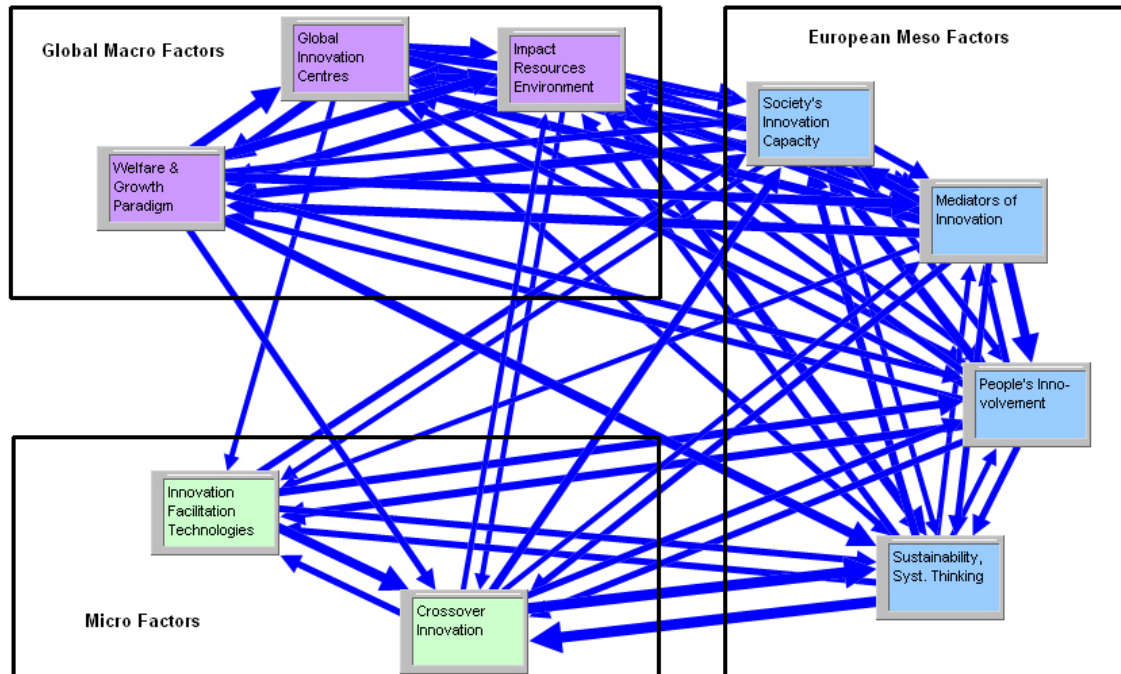 Global Macro Factors
Global
Innovation
Centres
Impact
Resources
Environment
Welfare &
Growth
Paradigm
European Meso Factors
Society's
Innovation
Capacity
Mediators of
Innovation
People's Inno-
volvement
Sustainability,
Syst. Thinking
Innovation
Facilitation
Technologies
Crossover
Innovation
Micro Factors